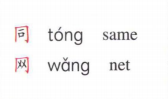 同 tóng same
网 wǎng net